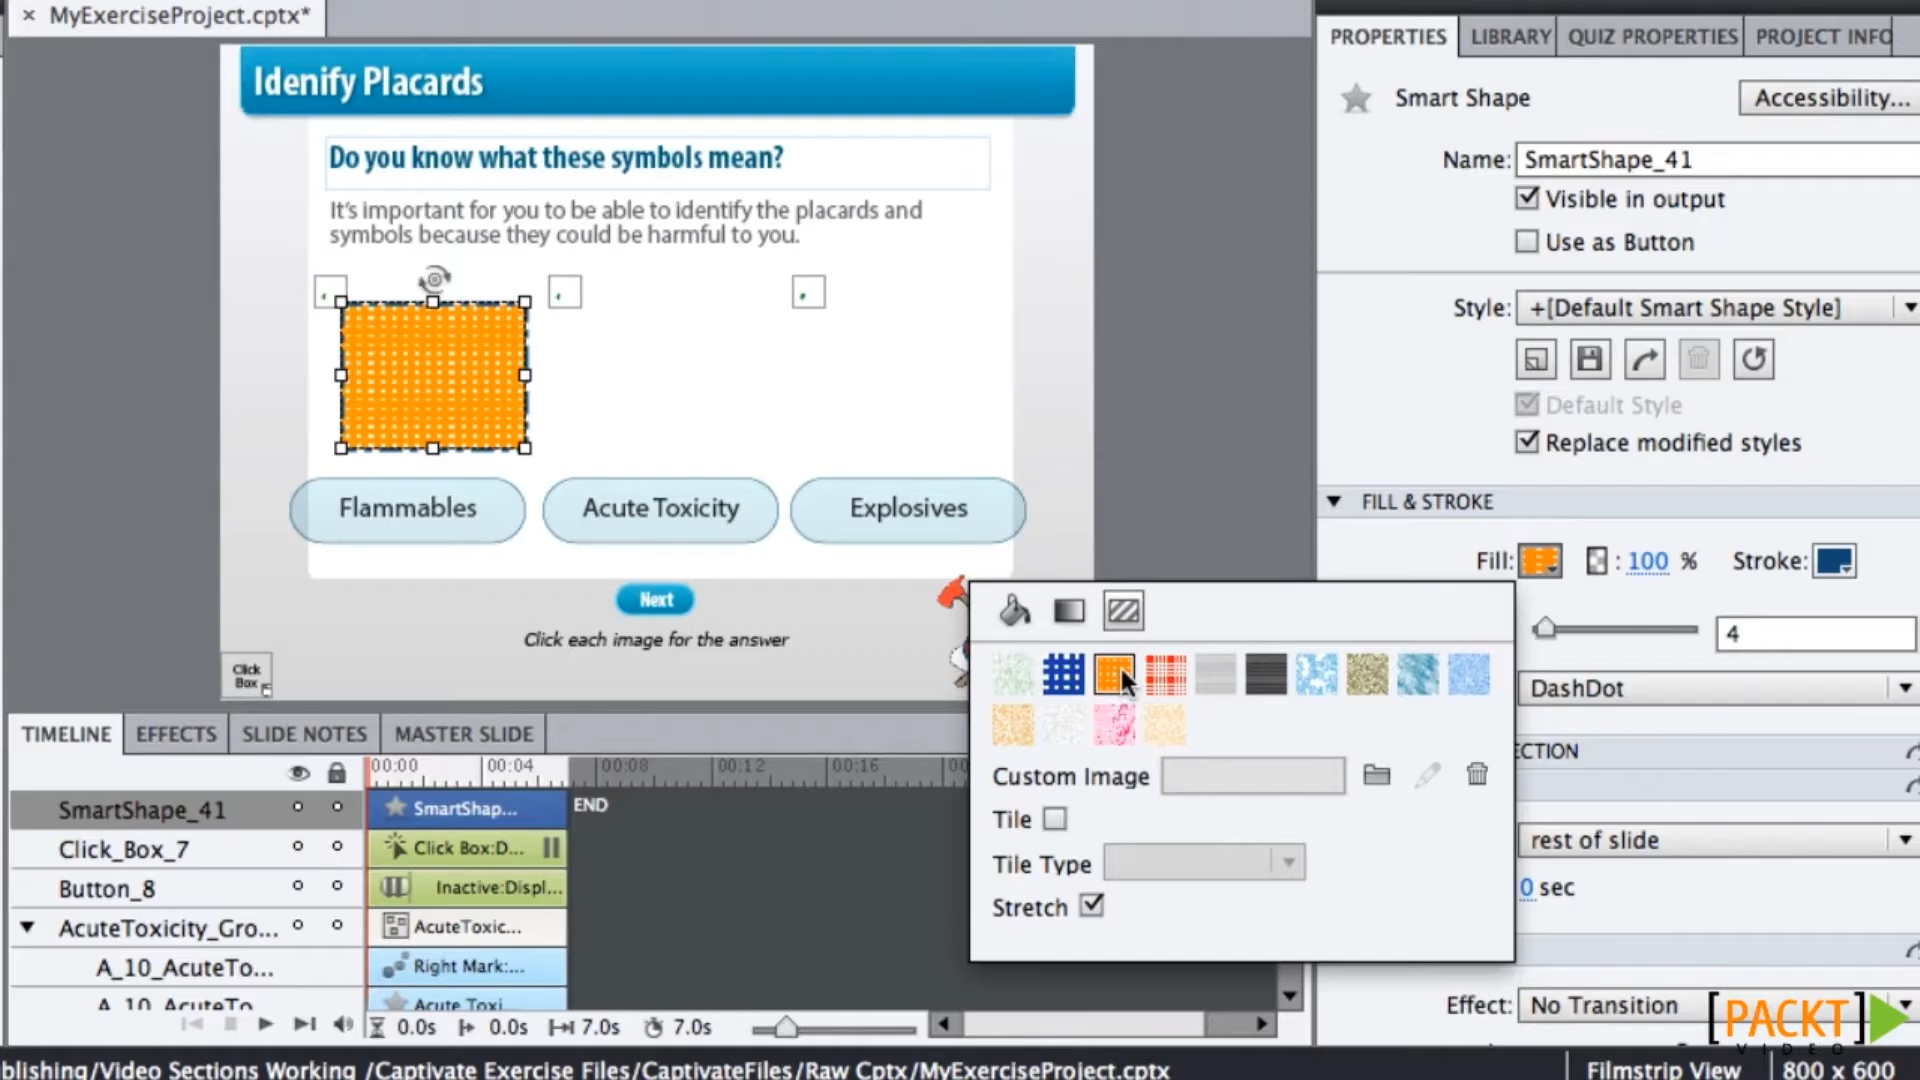 × MyExerciseProject.cptx*
Idenify Placards
Do you know what these symbols mean?
It's important for you to be able to identify the placards and
symbols because they could be harmful to you.
Flammables
Acute Toxicity
Explosives
Next
Click each image for the answer
Click
Box
PROPERTIES
LIBRARY
QUIZ PROPERTIES
PROJECT INFO
Smart Shape
Accessibility...
Name: SmartShape_41
Visible in output
Use as Button
Style: +[Default Smart Shape Style]
Default Style
Replace modified styles
FILL & STROKE
Fill: : 100 % Stroke:
4
DashDot
ECTION
rest of slide
0 sec
Effect: No Transition
Custom Image
Tile
Tile Type
Stretch
TIMELINE
EFFECTS
SLIDE NOTES
MASTER SLIDE
00:00 00:04 00:08 00:12 00:16 00
SmartShape_41 SmartShap... END
Click_Box_7 Click Box:D...
Button_8 Inactive:Displ...
AcuteToxicity_Gro... AcuteToxic...
A_10_AcuteTo... Right Mark:...
A_10_AcuteTo Acute Toxi
0.0s 0.0s 7.0s 7.0s
[PACKT]
VIDEO
blishing/Video Sections Working /Captivate Exercise Files/CaptivateFiles/Raw Cptx/MyExerciseProject.cptx
Filmstrip View
800 x 600